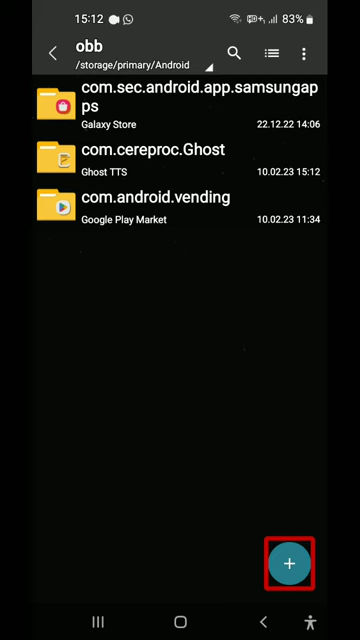 15:12 83%
obb
/storage/primary/Android
com.sec.android.app.samsungap
ps
Galaxy Store 22.12.22 14:06
com.cereproc.Ghost
Ghost TTS 10.02.23 15:12
com.android.vending
Google Play Market 10.02.23 11:34